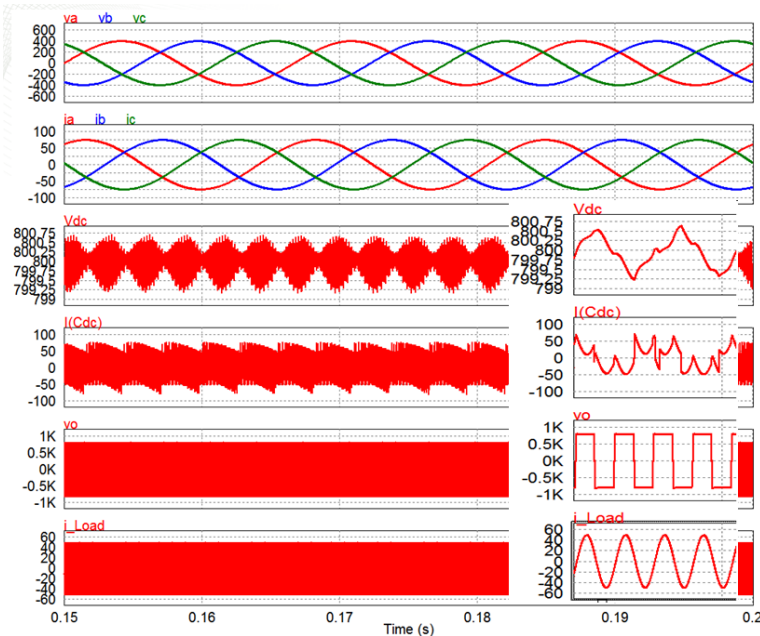 va vb vc
600
400
200
0
-200
-400
-600
ia ib ic
100
50
0
-50
-100
Vdc
800.75
800.5
800.25
800
799.75
799.5
799.25
799
I(Cdc)
100
50
0
-50
-100
vo
1K
0.5K
0K
-0.5K
-1K
i_Load
60
40
20
0
-20
-40
-60
Vdc
800.75
800.5
800.25
800
799.75
799.5
799.25
799
I(Cdc)
100
50
0
-50
-100
vo
1K
0.5K
0K
-0.5K
-1K
i_Load
60
40
20
0
-20
-40
-60
0.15 0.16 0.17 0.18 0.19
Time (s)